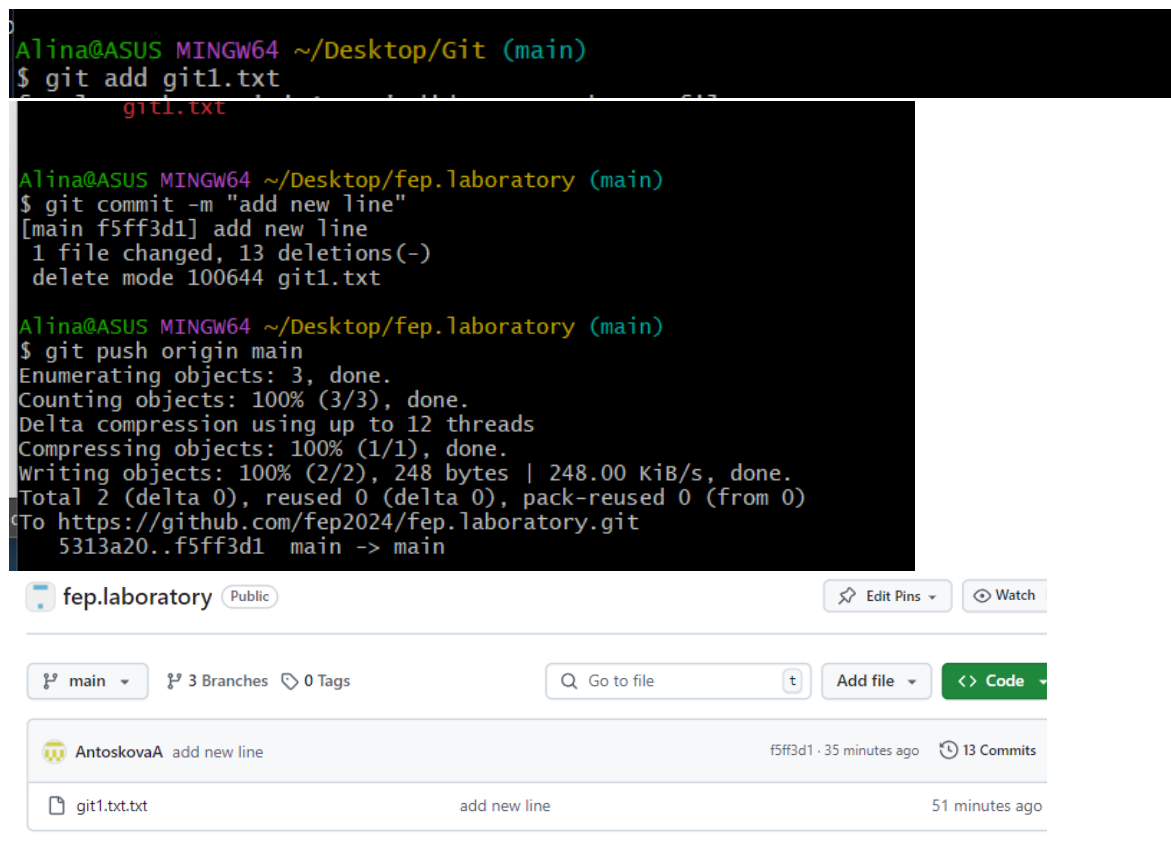 Alina@ASUS MINGW64 ~/Desktop/Git (main)
$ git add git1.txt
git1.txt
Alina@ASUS MINGW64 ~/Desktop/fep.laboratory (main)
$ git commit -m "add new line"
[main f5ff3d1] add new line
1 file changed, 13 deletions(-)
delete mode 100644 git1.txt
Alina@ASUS MINGW64 ~/Desktop/fep.laboratory (main)
$ git push origin main
Enumerating objects: 3, done.
Counting objects: 100% (3/3), done.
Delta compression using up to 12 threads
Compressing objects: 100% (1/1), done.
Writing objects: 100% (2/2), 248 bytes | 248.00 KiB/s, done.
Total 2 (delta 0), reused 0 (delta 0), pack-reused 0 (from 0)
To https://github.com/fep2024/fep.laboratory.git
5313a20..f5ff3d1 main -> main
fep.laboratory Public Edit Pins Watch
main 3 Branches 0 Tags Go to file t Add file <> Code
AntoskovaA add new line f5ff3d1 · 35 minutes ago 13 Commits
git1.txt.txt add new line 51 minutes ago